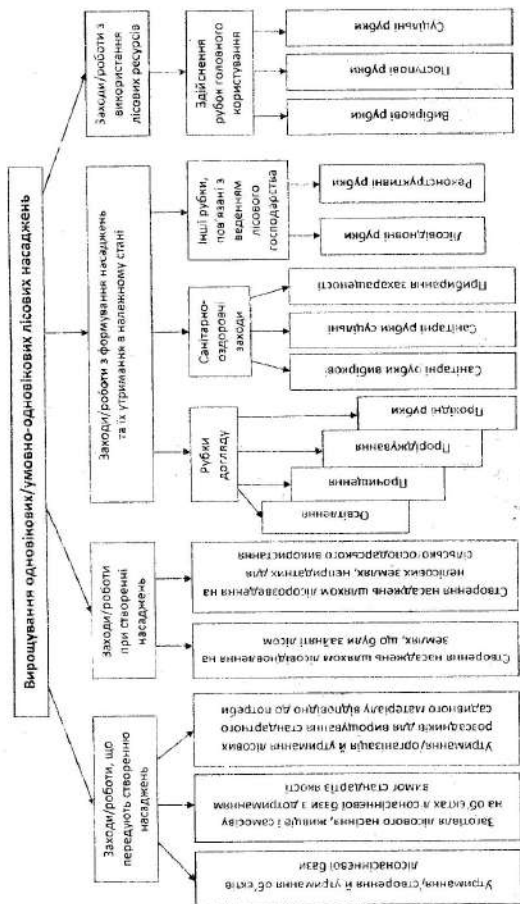 Вирощування одновікових/умовно-одновікових лісових насаджень
Заходи/роботи, що
передують створенню
насаджень
Утримання/створення й утримання об'єктів
лісонасіннєвої бази
Заготівля лісового насіння, живців і самосіву
на об'єктах лісонасіннєвої бази з дотриманням
вимог стандартів якості
Утримання/організація й утримання лісових
розсадників для вирощування стандартного
садивного матеріалу відповідно до потреби
Заходи/роботи
при створенні
насаджень
Створення насаджень шляхом лісовідновлення на
землях, що були зайняті лісом
Створення насаджень шляхом лісорозведення на
нелісових землях, непридатних для
сільськогосподарського використання
Заходи/роботи з формування насаджень
та їх утримання в належному стані
Рубки
догляду
Освітлення
Прочищення
Проріджування
Прохідні рубки
Санітарно-
оздоровчі
заходи
Санітарні рубки вибіркові
Санітарні суцільні рубки
Прибирання захаращеності
Інші рубки,
пов'язані з
веденням
лісового
господарства
Лісовідновні рубки
Реконструктивні рубки
Заходи/роботи з
використання
лісових ресурсів
Здійснення
рубок головного
користування
Вибіркові рубки
Поступові рубки
Суцільні рубки